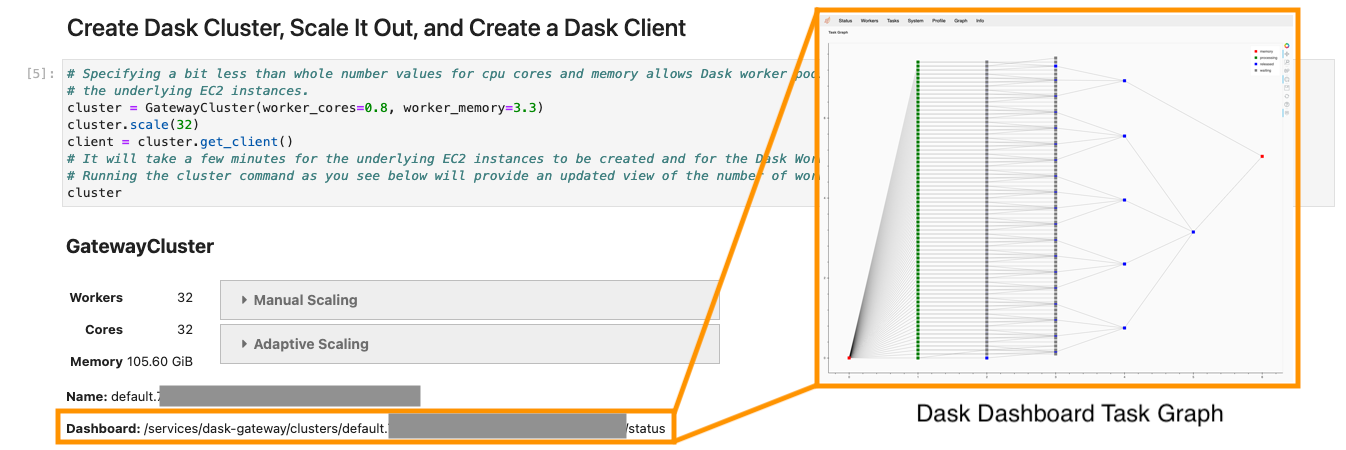 Create Dask Cluster, Scale It Out, and Create a Dask Client
[5]:
# Specifying a bit less than whole number values for cpu cores and memory allows Dask worker
# the underlying EC2 instances.
cluster = GatewayCluster(worker_cores=0.8, worker_memory=3.3)
cluster.scale(32)
client = cluster.get_client()
# It will take a few minutes for the underlying EC2 instances to be created and for the Dask
# Running the cluster command as you see below will provide an updated view of the number of
cluster
GatewayCluster
Workers 32
Cores 32
Memory 105.60 GiB
Manual Scaling
Adaptive Scaling
Name: default.
Dashboard: /services/dask-gateway/clusters/default. /status
Status Workers Tasks System Profile Graph Info
Task Graph
memory
processing
released
waiting
Dask Dashboard Task Graph